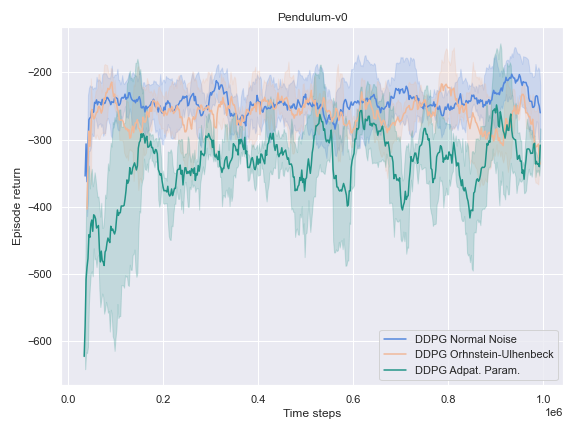 Pendulum-v0
Episode return
−200
−300
−400
−500
−600
DDPG Normal Noise
DDPG Orhnstein-Ulhenbeck
DDPG Adpat. Param.
0.0 0.2 0.4 0.6 0.8 1.0
1e6
Time steps